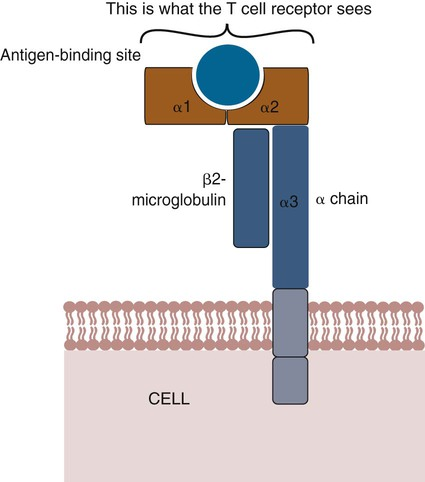 This is what the T cell receptor sees
Antigen-binding site
α1
α2
β2-
microglobulin
α3
α chain
CELL